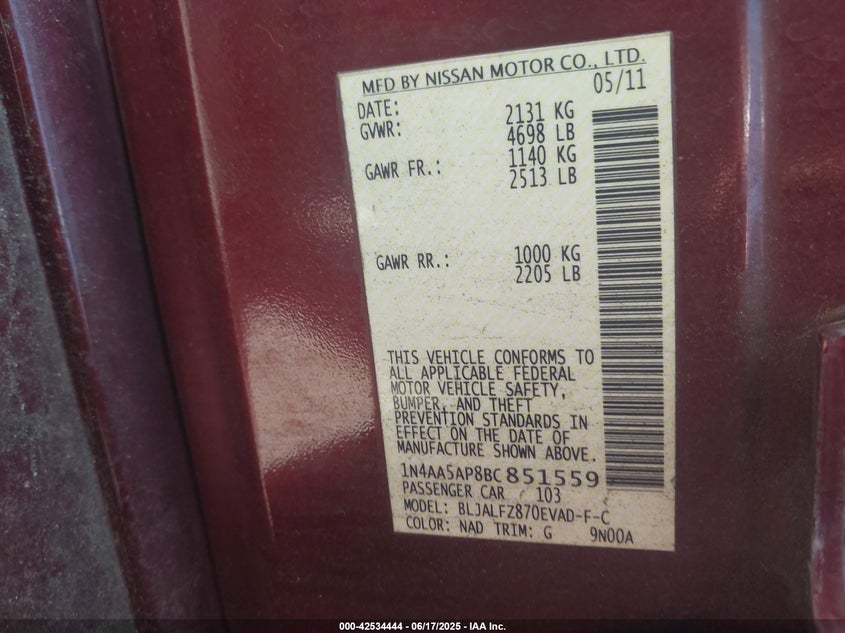 MFD BY NISSAN MOTOR CO., LTD.
DATE: 05/11
GVWR: 2131 KG
4698 LB
GAWR FR.: 1140 KG
2513 LB
GAWR RR.: 1000 KG
2205 LB
THIS VEHICLE CONFORMS TO
ALL APPLICABLE FEDERAL
MOTOR VEHICLE SAFETY,
BUMPER, AND THEFT
PREVENTION STANDARDS IN
EFFECT ON THE DATE OF
MANUFACTURE SHOWN ABOVE.
1N4AA5AP8BC851559
PASSENGER CAR 103
MODEL: BLJALFZ870EVAD-F-C
COLOR: NAD TRIM: G 9N00A
000-42534444 - 06/17/2025 - IAA Inc.